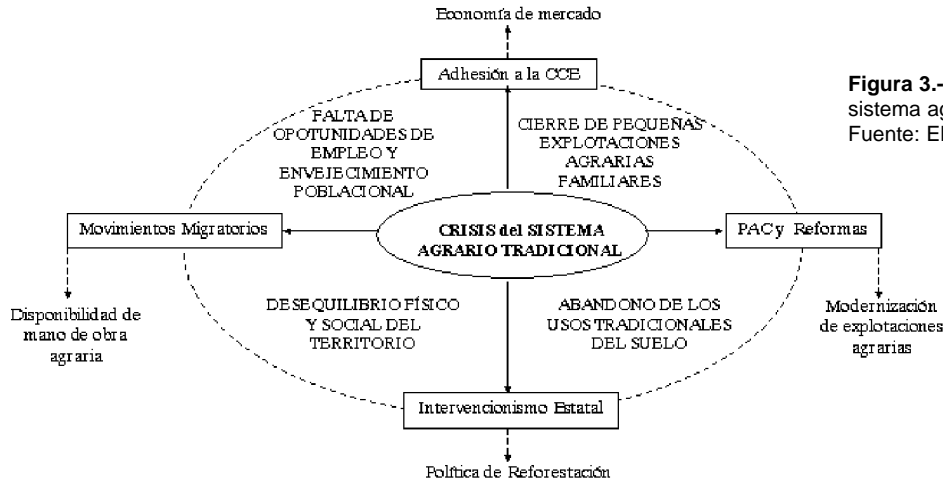 Economía de mercado
Adhesión a la CCE
Figura 3.-
sistema
Fuente:
FALTA DE
OPOTUNIDADES DE
EMPLEO Y
ENVEJECIMIENTO
POBLACIONAL
CIERRE DE PEQUEÑAS
EXPLOTACIONES
AGRARIAS
FAMILIARES
Movimientos Migratorios
CRISIS del SISTEMA
AGRARIO TRADICIONAL
PAC y Reformas
DESEQUILIBRIO FÍSICO
Y SOCIAL DEL
TERRITORIO
ABANDONO DE LOS
USOS TRADICIONALES
DEL SUELO
Disponibilidad de
mano de obra
agraria
Modernización
de explotaciones
agrarias
Intervencionismo Estatal
Política de Reforestación